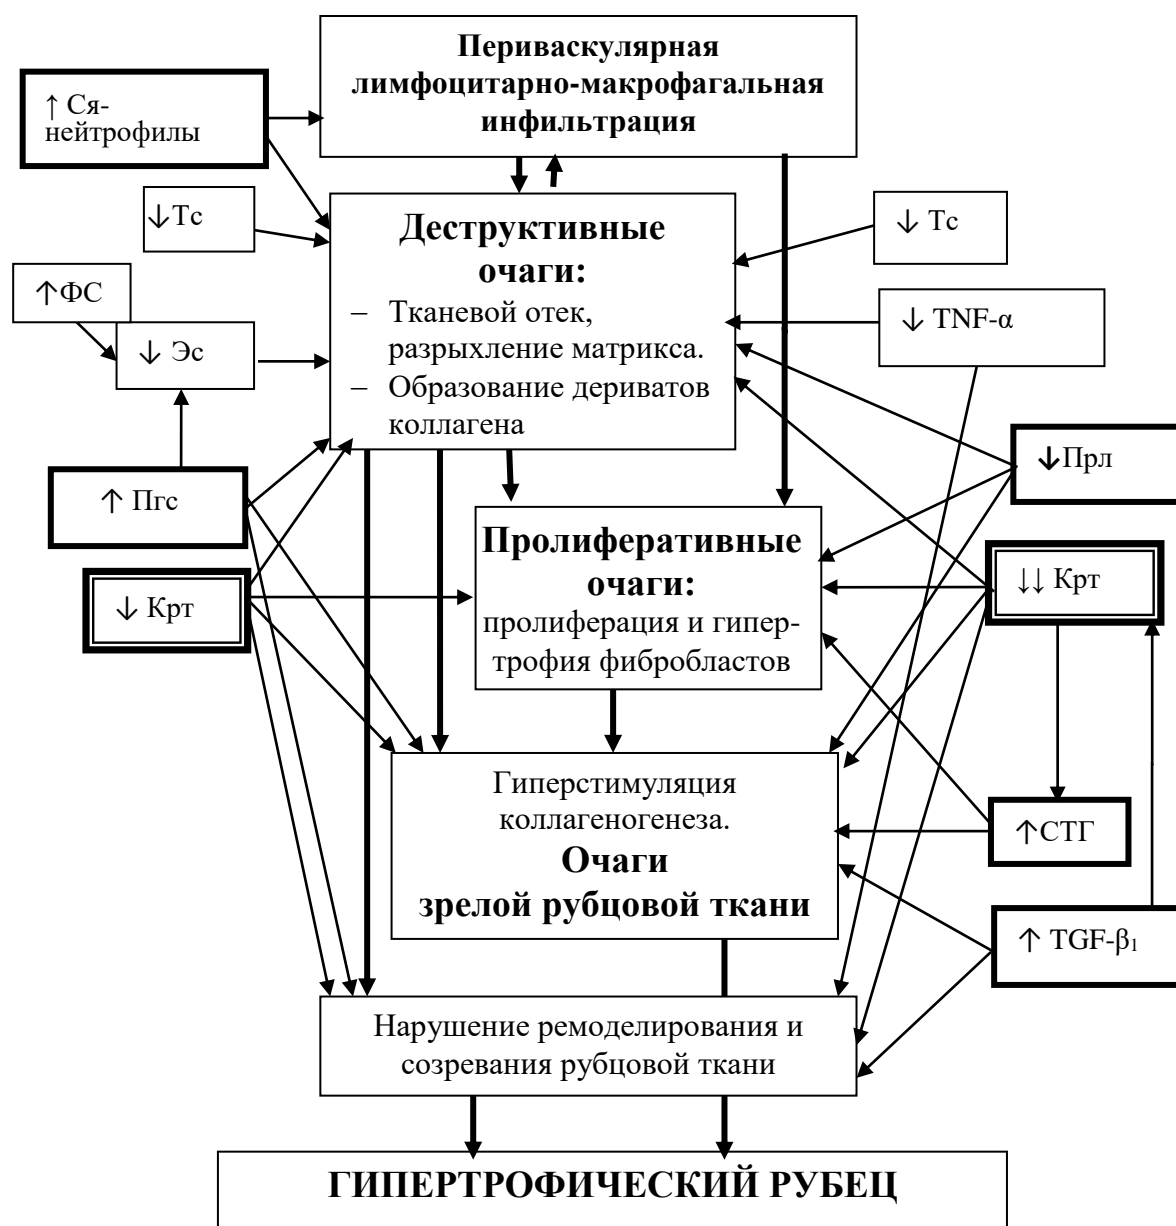 Периваскулярная
лимфоцитарно-макрофагальная
инфильтрация
↑ Ся-
нейтрофилы
↓Тс
↓ Тс
Деструктивные
очаги:
– Тканевой отек,
разрыхление матрикса.
– Образование дериватов
коллагена
↑ФС
↓ Эс
↓ TNF-α
↑ Пгс
↓Прл
↓ Крт
↓↓ Крт
Пролиферативные
очаги:
пролиферация и гипер-
трофия фибробластов
Гиперстимуляция
коллагеногенеза.
Очаги
зрелой рубцовой ткани
↑СТГ
↑ TGF-β₁
Нарушение ремоделирования и
созревания рубцовой ткани
ГИПЕРТРОФИЧЕСКИЙ РУБЕЦ